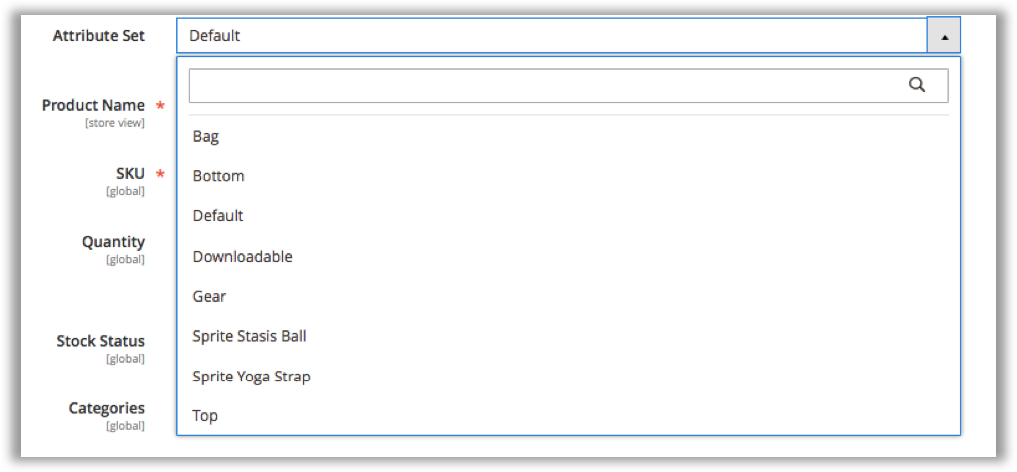 Attribute Set Default
Product Name *
[store view]
Bag
SKU *
[global]
Bottom
Default
Quantity
[global]
Downloadable
Gear
Stock Status
[global]
Sprite Stasis Ball
Sprite Yoga Strap
Categories
[global]
Top